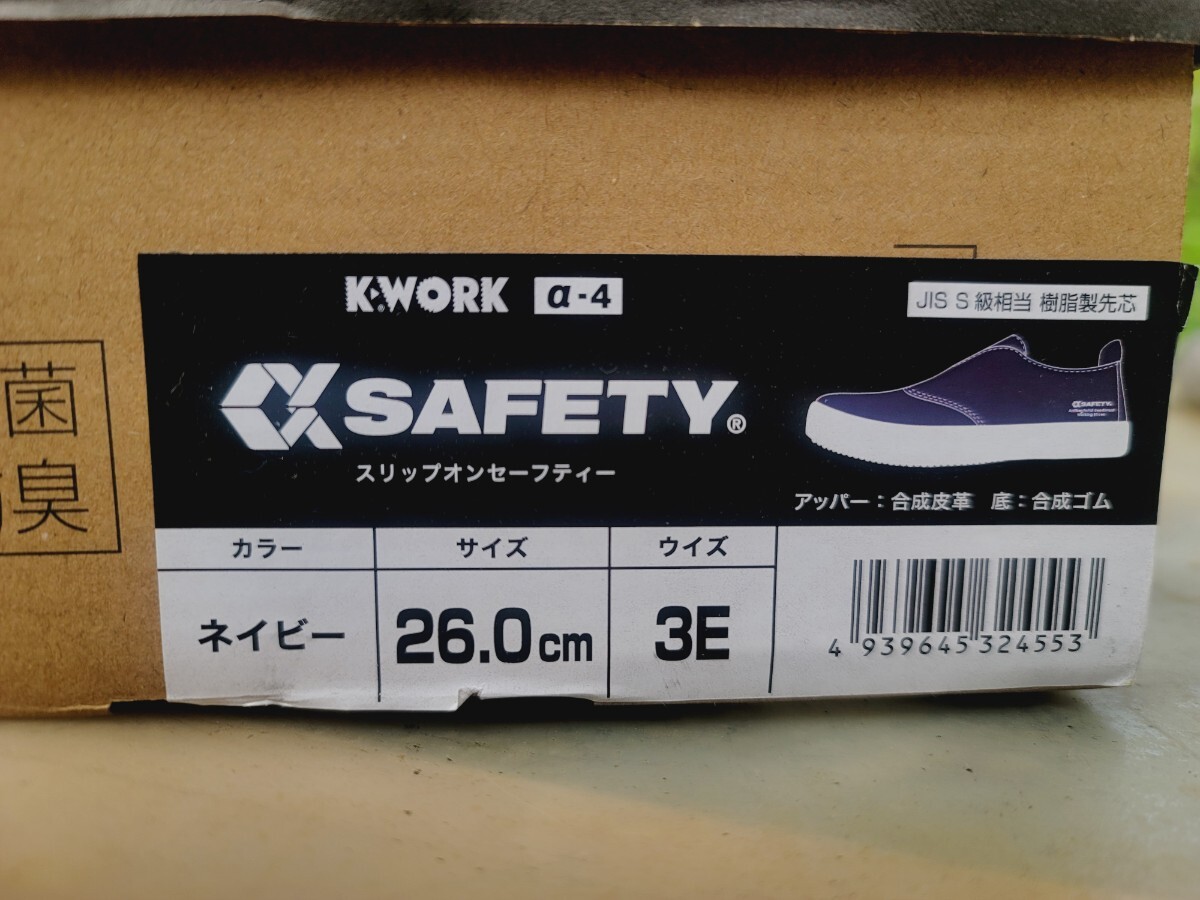 菌
臭
K-WORK α-4
JIS S級相当 樹脂製先芯
αSAFETY®
スリップオンセーフティー
αSAFETY
アッパー：合成皮革 底：合成ゴム
カラー サイズ ウイズ
ネイビー 26.0cm 3E
4 939645 324553